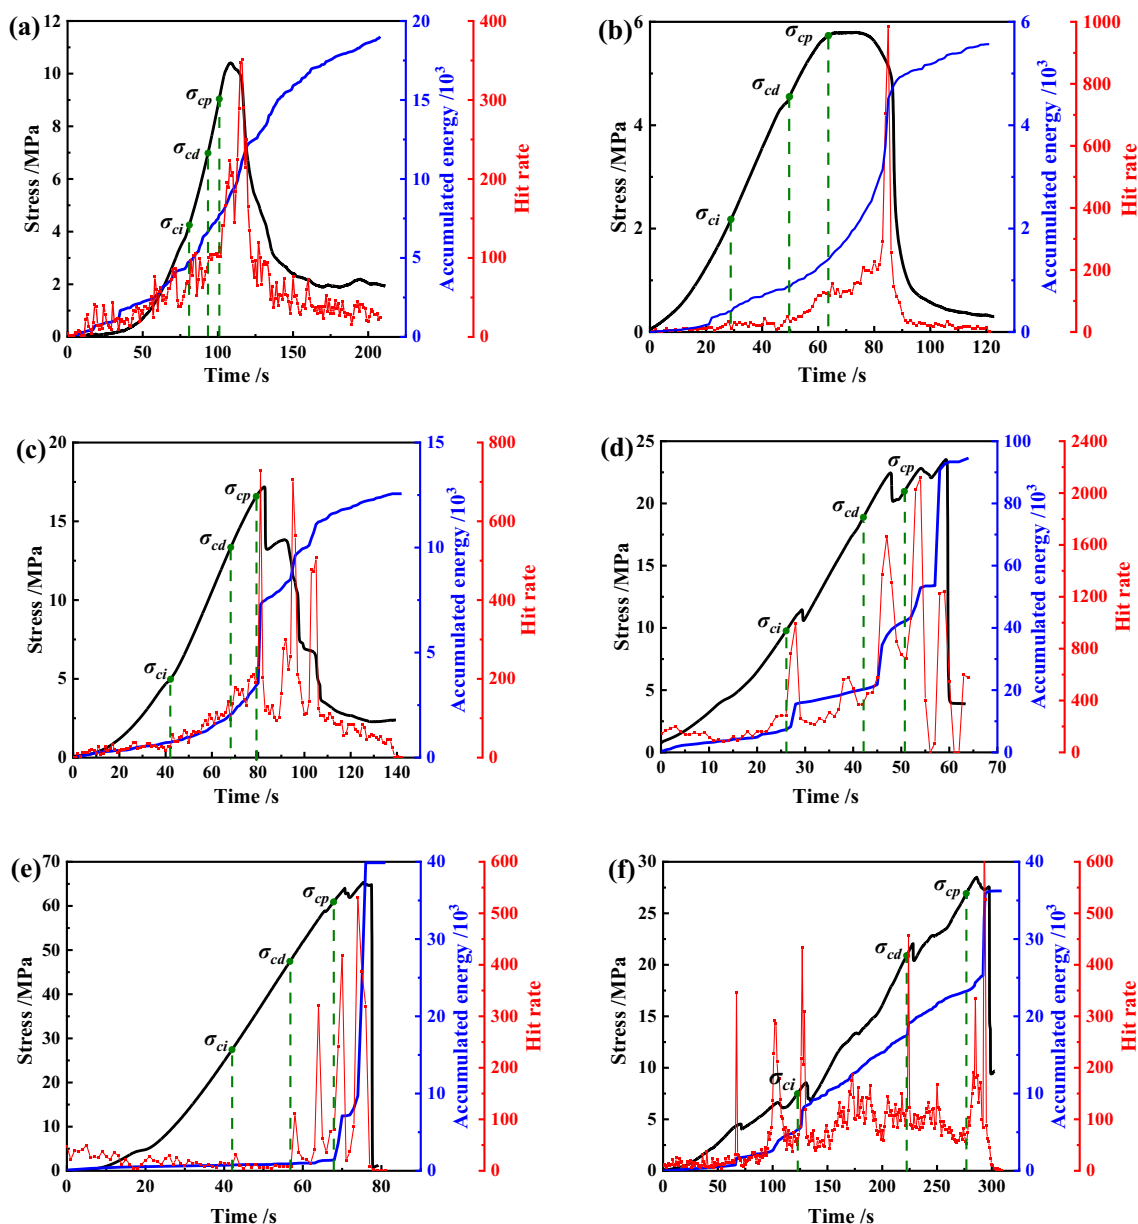 (a)
12
10
8
6
4
2
0
Stress /MPa
0 50 100 150 200
Time /s
σcp
σcd
σci
20
15
10
5
0
Accumulated energy /10³
400
300
200
100
0
Hit rate
(b)
6
4
2
0
Stress /MPa
0 20 40 60 80 100 120
Time /s
σcp
σcd
σci
6
5
3
2
0
Accumulated energy /10³
1000
800
600
400
200
0
Hit rate
(c)
20
15
10
5
0
Stress /MPa
0 20 40 60 80 100 120 140
Time /s
σcp
σcd
σci
15
10
5
0
Accumulated energy /10³
800
700
600
500
400
300
200
100
0
Hit rate
(d)
25
20
15
10
5
0
Stress /MPa
0 10 20 30 40 50 60 70
Time /s
σcp
σcd
σci
100
80
60
40
20
0
Accumulated energy /10³
2400
2000
1600
1200
800
400
0
Hit rate
(e)
70
60
50
40
30
20
10
0
Stress /MPa
0 20 40 60 80
Time /s
σcp
σcd
σci
40
30
20
10
0
Accumulated energy /10³
600
500
400
300
200
100
0
Hit rate
(f)
30
25
20
15
10
5
0
Stress /MPa
0 50 100 150 200 250 300
Time /s
σcp
σcd
σci
40
30
20
10
0
Accumulated energy /10³
600
500
400
300
200
100
0
Hit rate